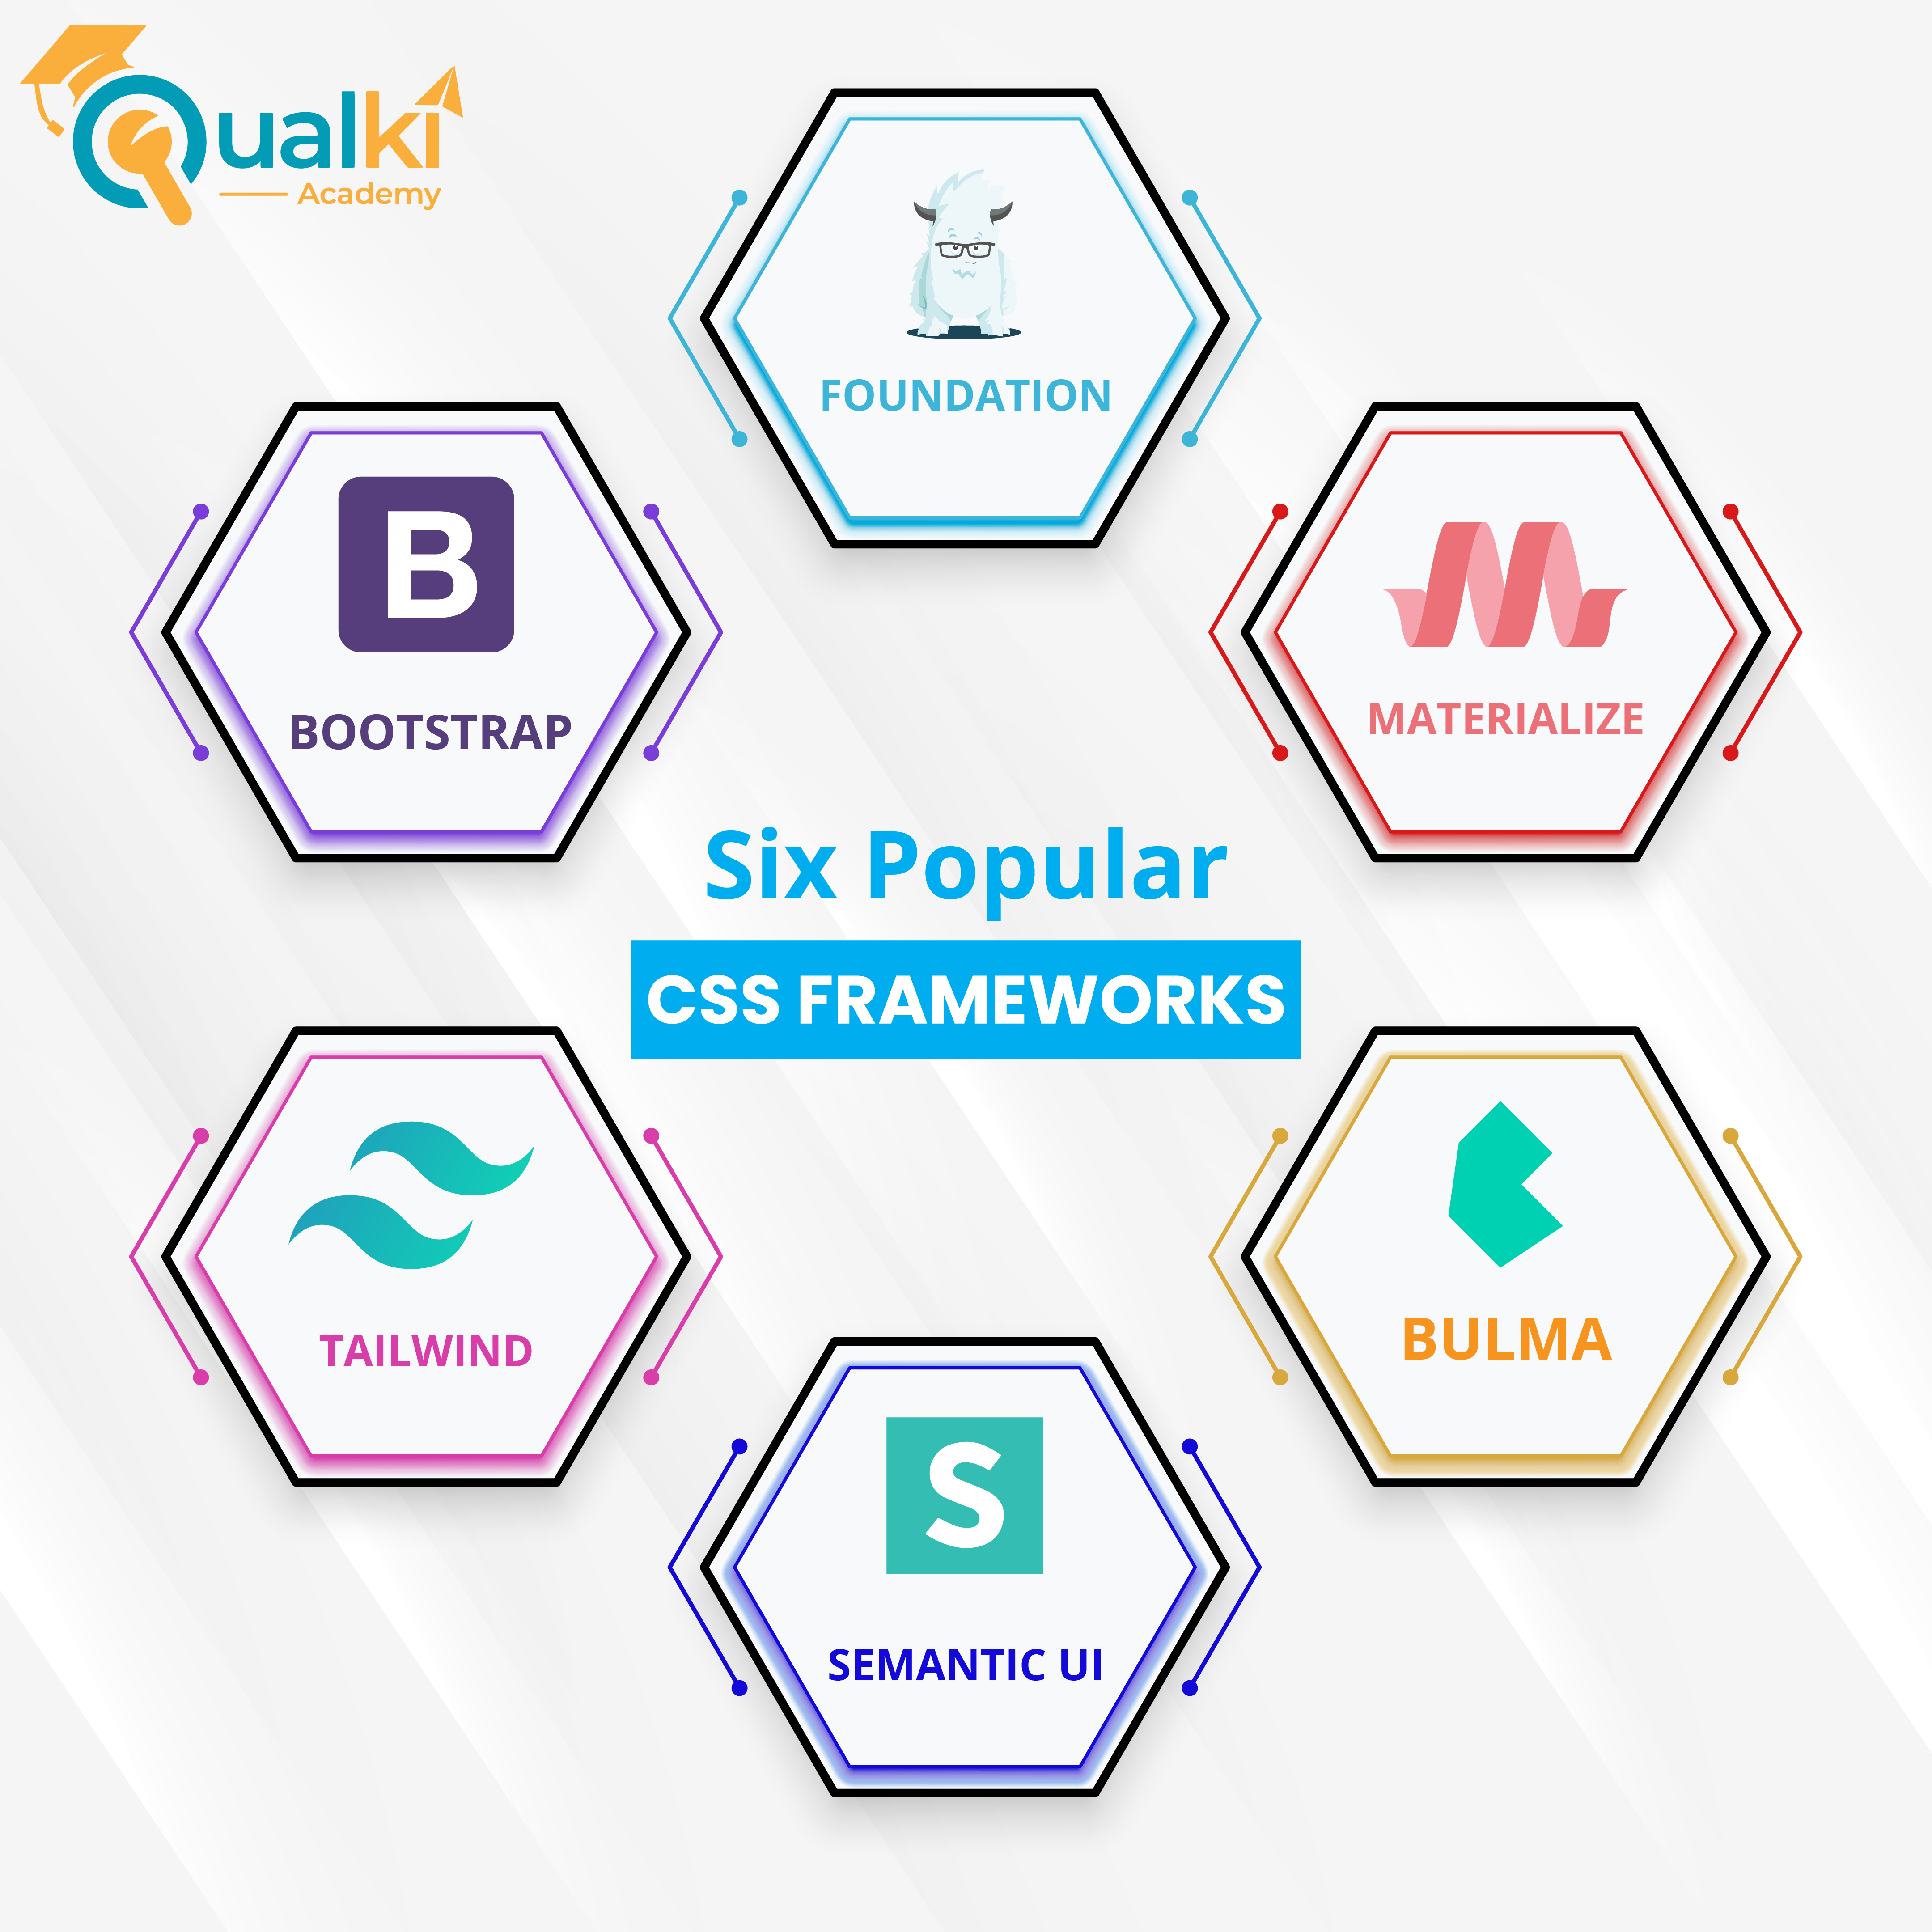 Qualki
Academy
FOUNDATION
B
BOOTSTRAP
MATERIALIZE
Six Popular
CSS FRAMEWORKS
TAILWIND
BULMA
S
SEMANTIC UI